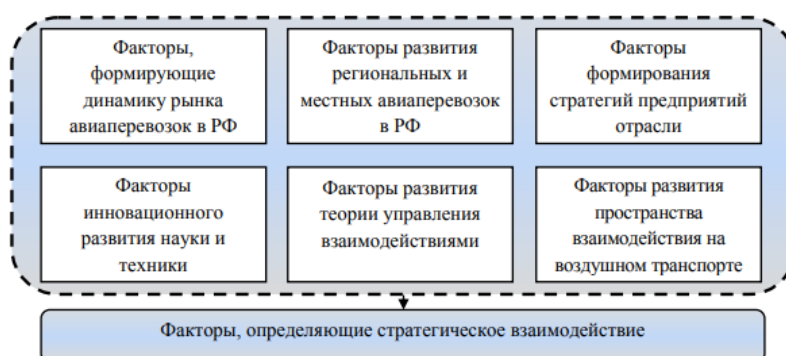 Факторы,
формирующие
динамику рынка
авиаперевозок в РФ
Факторы развития
региональных и
местных авиаперевозок
в РФ
Факторы
формирования
стратегий предприятий
отрасли
Факторы
инновационного
развития науки и
техники
Факторы развития
теории управления
взаимодействиями
Факторы развития
пространства
взаимодействия на
воздушном транспорте
Факторы, определяющие стратегическое взаимодействие